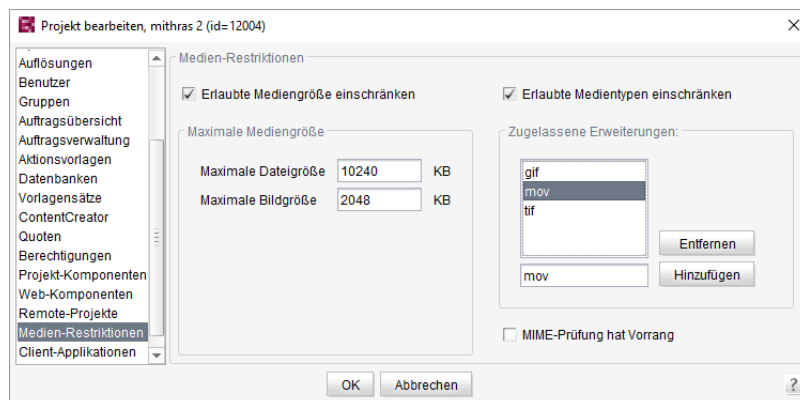 Projekt bearbeiten, mithras 2 (id=12004)
Auflösungen
Benutzer
Gruppen
Auftragsübersicht
Auftragsverwaltung
Aktionsvorlagen
Datenbanken
Vorlagensätze
ContentCreator
Quoten
Berechtigungen
Projekt-Komponenten
Web-Komponenten
Remote-Projekte
Medien-Restriktionen
Client-Applikationen
Medien-Restriktionen
Erlaubte Mediengröße einschränken
Maximale Mediengröße
Maximale Dateigröße 10240 KB
Maximale Bildgröße 2048 KB
Erlaubte Medientypen einschränken
Zugelassene Erweiterungen:
gif
mov
tif
Entfernen
mov Hinzufügen
MIME-Prüfung hat Vorrang
OK Abbrechen
?